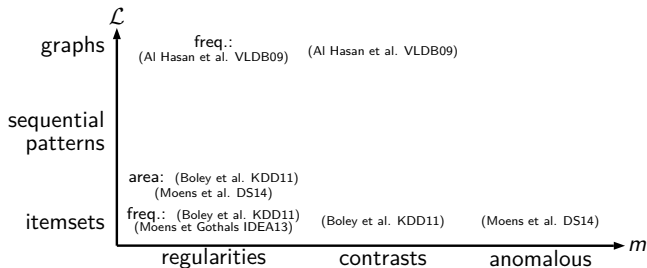 ℒ
graphs
freq.:
(Al Hasan et al. VLDB09)
(Al Hasan et al. VLDB09)
sequential
patterns
area: (Boley et al. KDD11)
(Moens et al. DS14)
itemsets
freq.: (Boley et al. KDD11)
(Moens et Gothals IDEA13)
(Boley et al. KDD11)
(Moens et al. DS14)
m
regularities
contrasts
anomalous